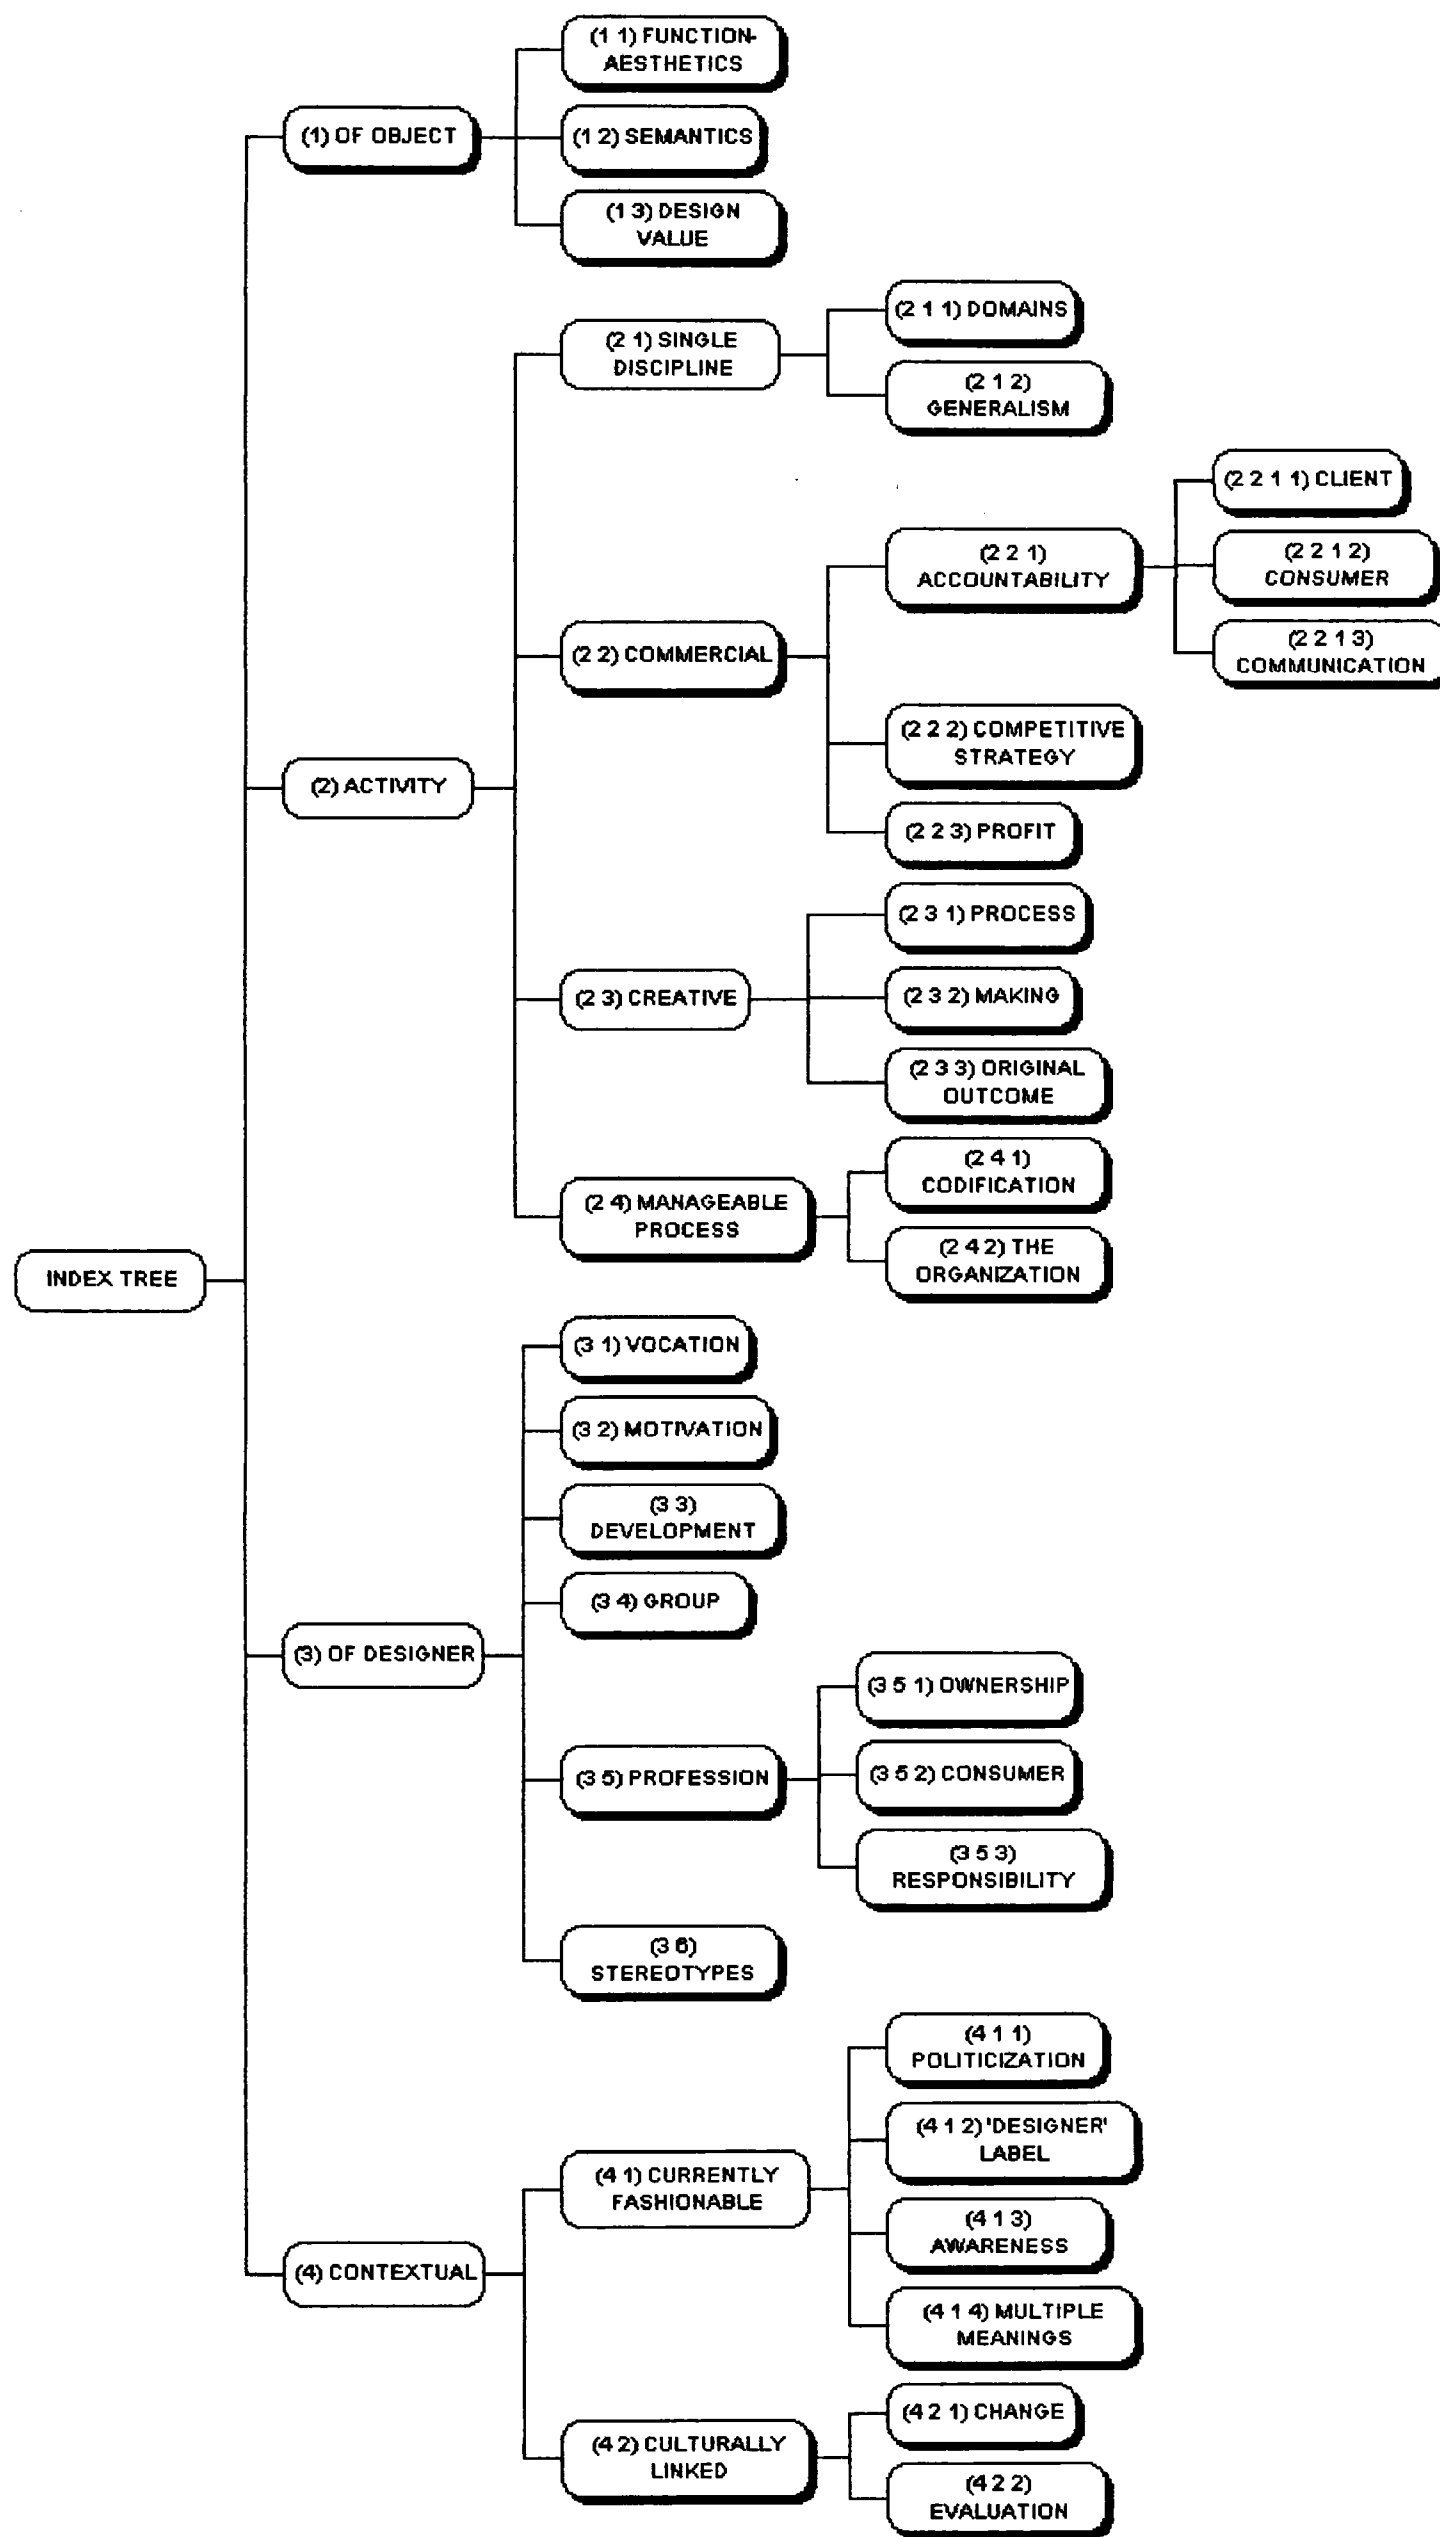 (1 1) FUNCTION-
AESTHETICS
(1) OF OBJECT
(1 2) SEMANTICS
(1 3) DESIGN
VALUE
(2 1 1) DOMAINS
(2 1) SINGLE
DISCIPLINE
(2 1 2)
GENERALISM
(2 2 1 1) CLIENT
(2 2 1)
ACCOUNTABILITY
(2 2 1 2)
CONSUMER
(2 2 1 3)
COMMUNICATION
(2 2) COMMERCIAL
(2 2 2) COMPETITIVE
STRATEGY
(2) ACTIVITY
(2 2 3) PROFIT
(2 3 1) PROCESS
(2 3) CREATIVE
(2 3 2) MAKING
(2 3 3) ORIGINAL
OUTCOME
(2 4 1)
CODIFICATION
(2 4) MANAGEABLE
PROCESS
(2 4 2) THE
ORGANIZATION
INDEX TREE
(3 1) VOCATION
(3 2) MOTIVATION
(3 3)
DEVELOPMENT
(3 4) GROUP
(3) OF DESIGNER
(3 5 1) OWNERSHIP
(3 5) PROFESSION
(3 5 2) CONSUMER
(3 5 3)
RESPONSIBILITY
(3 6)
STEREOTYPES
(4 1 1)
POLITICIZATION
(4 1 2) 'DESIGNER'
LABEL
(4 1) CURRENTLY
FASHIONABLE
(4 1 3)
AWARENESS
(4) CONTEXTUAL
(4 1 4) MULTIPLE
MEANINGS
(4 2 1) CHANGE
(4 2) CULTURALLY
LINKED
(4 2 2)
EVALUATION